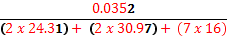 0.0352
(2 x 24.31) + (2 x 30.97) + (7 x 16)